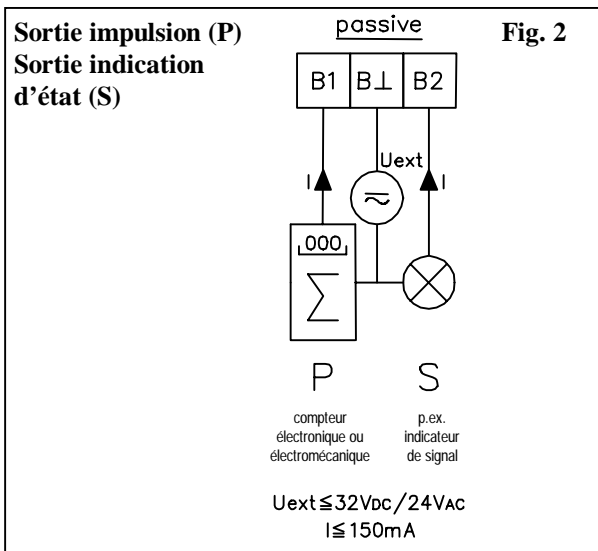 Sortie impulsion (P)
Sortie indication
d'état (S)
passive
Fig. 2
B1 B⊥ B2
Uext
I I
000
Σ
P S
compteur
électronique ou
électromécanique
p.ex.
indicateur
de signal
Uext≦32VDC/24VAC
I≦150mA